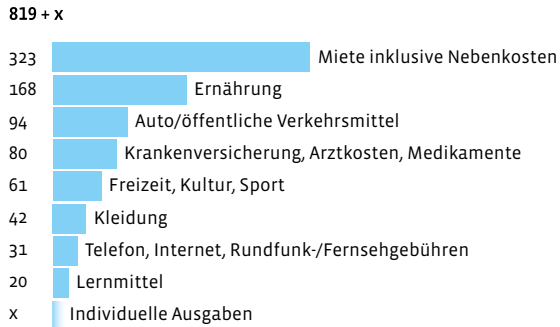 819 + x
323 Miete inklusive Nebenkosten
168 Ernährung
94 Auto/öffentliche Verkehrsmittel
80 Krankenversicherung, Arztkosten, Medikamente
61 Freizeit, Kultur, Sport
42 Kleidung
31 Telefon, Internet, Rundfunk-/Fernsehgebühren
20 Lernmittel
x Individuelle Ausgaben